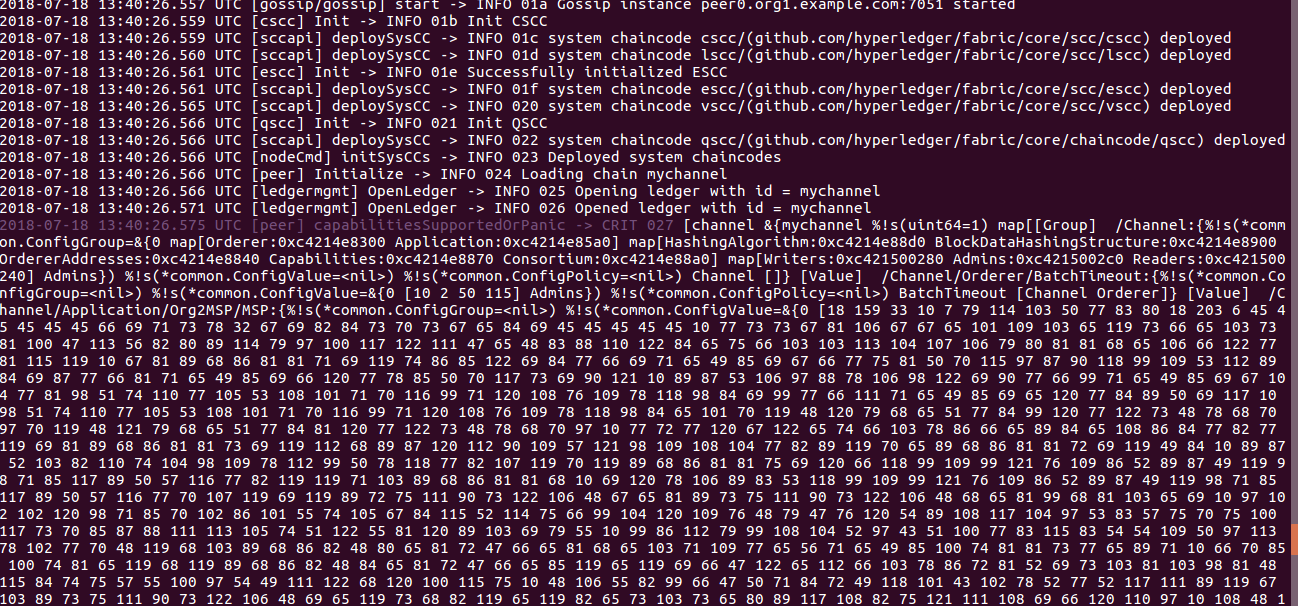 2018-07-18 13:40:26.557 UTC [gossip/gossip] start -> INFO 01a Gossip instance peer0.org1.example.com:7051 started
2018-07-18 13:40:26.559 UTC [cscc] Init -> INFO 01b Init CSCC
2018-07-18 13:40:26.559 UTC [sccapi] deploySysCC -> INFO 01c system chaincode cscc/(github.com/hyperledger/fabric/core/scc/cscc) deployed
2018-07-18 13:40:26.560 UTC [sccapi] deploySysCC -> INFO 01d system chaincode lscc/(github.com/hyperledger/fabric/core/scc/lscc) deployed
2018-07-18 13:40:26.561 UTC [escc] Init -> INFO 01e Successfully initialized ESCC
2018-07-18 13:40:26.561 UTC [sccapi] deploySysCC -> INFO 01f system chaincode escc/(github.com/hyperledger/fabric/core/scc/escc) deployed
2018-07-18 13:40:26.565 UTC [sccapi] deploySysCC -> INFO 020 system chaincode vscc/(github.com/hyperledger/fabric/core/scc/vscc) deployed
2018-07-18 13:40:26.566 UTC [qscc] Init -> INFO 021 Init QSCC
2018-07-18 13:40:26.566 UTC [sccapi] deploySysCC -> INFO 022 system chaincode qscc/(github.com/hyperledger/fabric/core/chaincode/qscc) deployed
2018-07-18 13:40:26.566 UTC [nodeCmd] initSysCCs -> INFO 023 Deployed system chaincodes
2018-07-18 13:40:26.566 UTC [peer] Initialize -> INFO 024 Loading chain mychannel
2018-07-18 13:40:26.566 UTC [ledgermgmt] OpenLedger -> INFO 025 Opening ledger with id = mychannel
2018-07-18 13:40:26.571 UTC [ledgermgmt] OpenLedger -> INFO 026 Opened ledger with id = mychannel
2018-07-18 13:40:26.575 UTC [peer] capabilitiesSupportedOrPanic -> CRIT 027 [channel &{mychannel %!s(uint64=1) map[[Group]  /Channel:{%!s(*comm
on.ConfigGroup=&{0 map[Orderer:0xc4214e8300 Application:0xc4214e85a0] map[HashingAlgorithm:0xc4214e88d0 BlockDataHashingStructure:0xc4214e8900
OrdererAddresses:0xc4214e8840 Capabilities:0xc4214e8870 Consortium:0xc4214e88a0] map[Writers:0xc421500280 Admins:0xc4215002c0 Readers:0xc421500
240] Admins}) %!s(*common.ConfigValue=<nil>) %!s(*common.ConfigPolicy=<nil>) Channel []} [Value]  /Channel/Orderer/BatchTimeout:{%!s(*common.Co
nfigGroup=<nil>) %!s(*common.ConfigValue=&{0 [10 2 50 115] Admins}) %!s(*common.ConfigPolicy=<nil>) BatchTimeout [Channel Orderer]} [Value]  /C
hannel/Application/Org2MSP/MSP:{%!s(*common.ConfigGroup=<nil>) %!s(*common.ConfigValue=&{0 [18 159 33 10 7 79 114 103 50 77 83 80 18 203 6 45 4
5 45 45 45 66 69 71 73 78 32 67 69 82 84 73 70 73 67 65 84 69 45 45 45 45 45 10 77 73 73 67 81 106 67 67 65 101 109 103 65 119 73 66 65 103 73
81 100 47 113 56 82 80 89 114 79 97 100 117 122 111 47 65 48 83 88 110 122 84 65 75 66 103 103 113 104 107 106 79 80 81 81 68 65 106 66 122 77
81 115 119 10 67 81 89 68 86 81 81 71 69 119 74 86 85 122 69 84 77 66 69 71 65 49 85 69 67 66 77 75 81 50 70 115 97 87 90 118 99 109 53 112 89
84 69 87 77 66 81 71 65 49 85 69 66 120 77 78 85 50 70 117 73 69 90 121 10 89 87 53 106 97 88 78 106 98 122 69 90 77 66 99 71 65 49 85 69 67 10
4 77 81 98 51 74 110 77 105 53 108 101 71 70 116 99 71 120 108 76 109 78 118 98 84 69 99 77 66 111 71 65 49 85 69 65 120 77 84 89 50 69 117 10
98 51 74 110 77 105 53 108 101 71 70 116 99 71 120 108 76 109 78 118 98 84 65 101 70 119 48 120 79 68 65 51 77 84 99 120 77 122 73 48 78 68 70
97 70 119 48 121 79 68 65 51 77 84 81 120 77 122 73 48 78 68 70 97 10 77 72 77 120 67 122 65 74 66 103 78 86 66 65 89 84 65 108 86 84 77 82 77
119 69 81 89 68 86 81 81 73 69 119 112 68 89 87 120 112 90 109 57 121 98 109 108 104 77 82 89 119 70 65 89 68 86 81 81 72 69 119 49 84 10 89 87
52 103 82 110 74 104 98 109 78 112 99 50 78 118 77 82 107 119 70 119 89 68 86 81 81 75 69 120 66 118 99 109 99 121 76 109 86 52 89 87 49 119 9
8 71 85 117 89 50 57 116 77 82 119 119 71 103 89 68 86 81 81 68 10 69 120 78 106 89 83 53 118 99 109 99 121 76 109 86 52 89 87 49 119 98 71 85
117 89 50 57 116 77 70 107 119 69 119 89 72 75 111 90 73 122 106 48 67 65 81 89 73 75 111 90 73 122 106 48 68 65 81 99 68 81 103 65 69 10 97 10
2 102 120 98 71 85 70 102 86 101 55 74 105 67 84 115 52 114 75 66 99 104 120 109 76 48 79 47 76 120 54 89 108 117 104 97 53 83 57 75 70 75 100
117 73 70 85 87 88 111 113 105 74 51 122 55 81 120 89 103 69 79 55 10 99 86 112 79 99 108 104 52 97 43 51 100 77 83 115 83 54 54 109 50 97 113
78 102 77 70 48 119 68 103 89 68 86 82 48 80 65 81 72 47 66 65 81 68 65 103 71 109 77 65 56 71 65 49 85 100 74 81 81 73 77 65 89 71 10 66 70 85
100 74 81 65 119 68 119 89 68 86 82 48 84 65 81 72 47 66 65 85 119 65 119 69 66 47 122 65 112 66 103 78 86 72 81 52 69 73 103 81 103 98 81 48
115 84 74 75 57 55 100 97 54 49 111 122 68 120 100 115 75 10 48 106 55 82 99 66 47 50 71 84 72 49 118 101 43 102 78 52 77 52 117 111 89 119 67
103 89 73 75 111 90 73 122 106 48 69 65 119 73 68 82 119 65 119 82 65 73 103 73 65 80 89 117 108 82 75 121 111 108 69 66 120 110 97 10 108 48 1